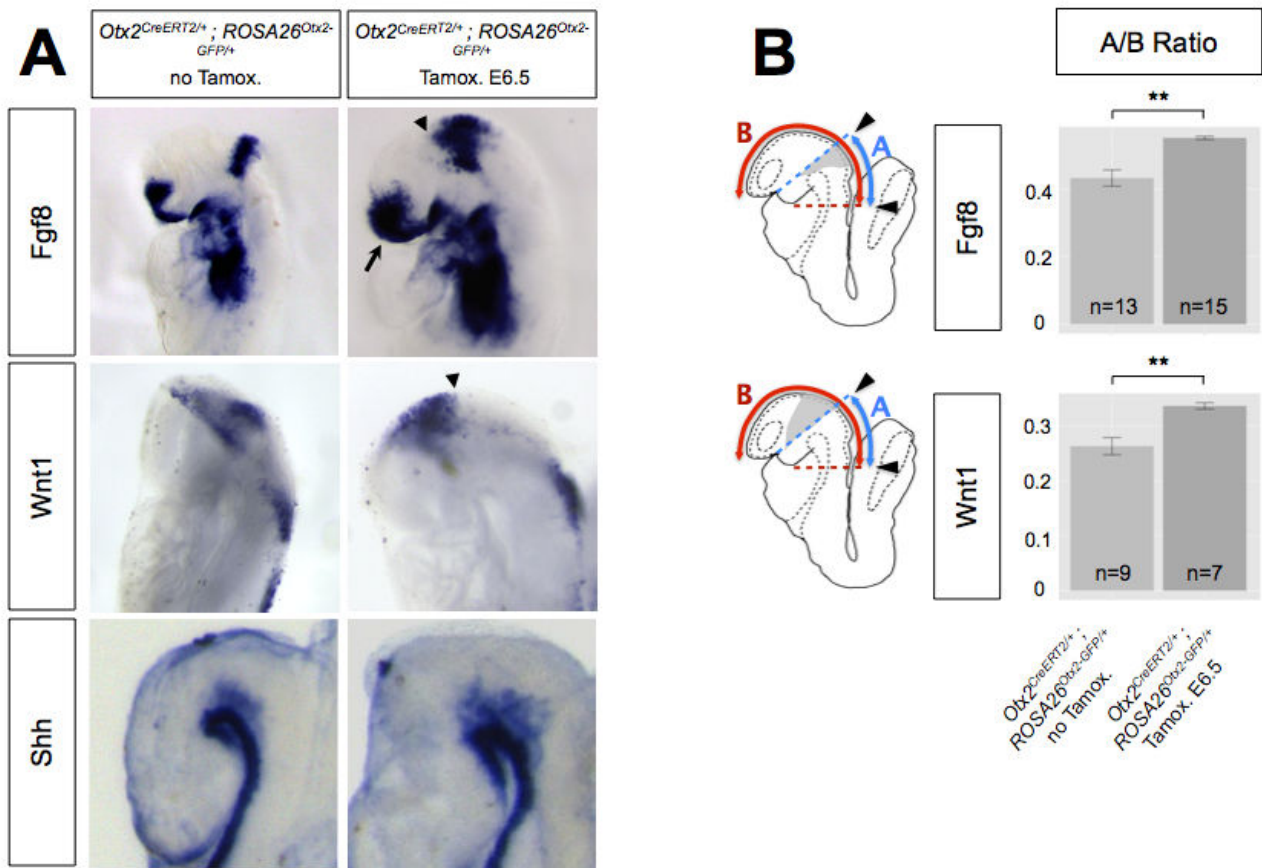 A
Otx2CreERT2/+ ; ROSA26Otx2-
GFP/+
no Tamox.
Otx2CreERT2/+ ; ROSA26Otx2-
GFP/+
Tamox. E6.5
Fgf8
Wnt1
Shh
B
A/B Ratio
B
A
Fgf8
**
0.4
0.2
0
n=13
n=15
B
A
Wnt1
**
0.3
0.2
0.1
0
n=9
n=7
Otx2CreERT2/+ ;
ROSA26Otx2-GFP/+
no Tamox.
Otx2CreERT2/+ ;
ROSA26Otx2-GFP/+
Tamox. E6.5